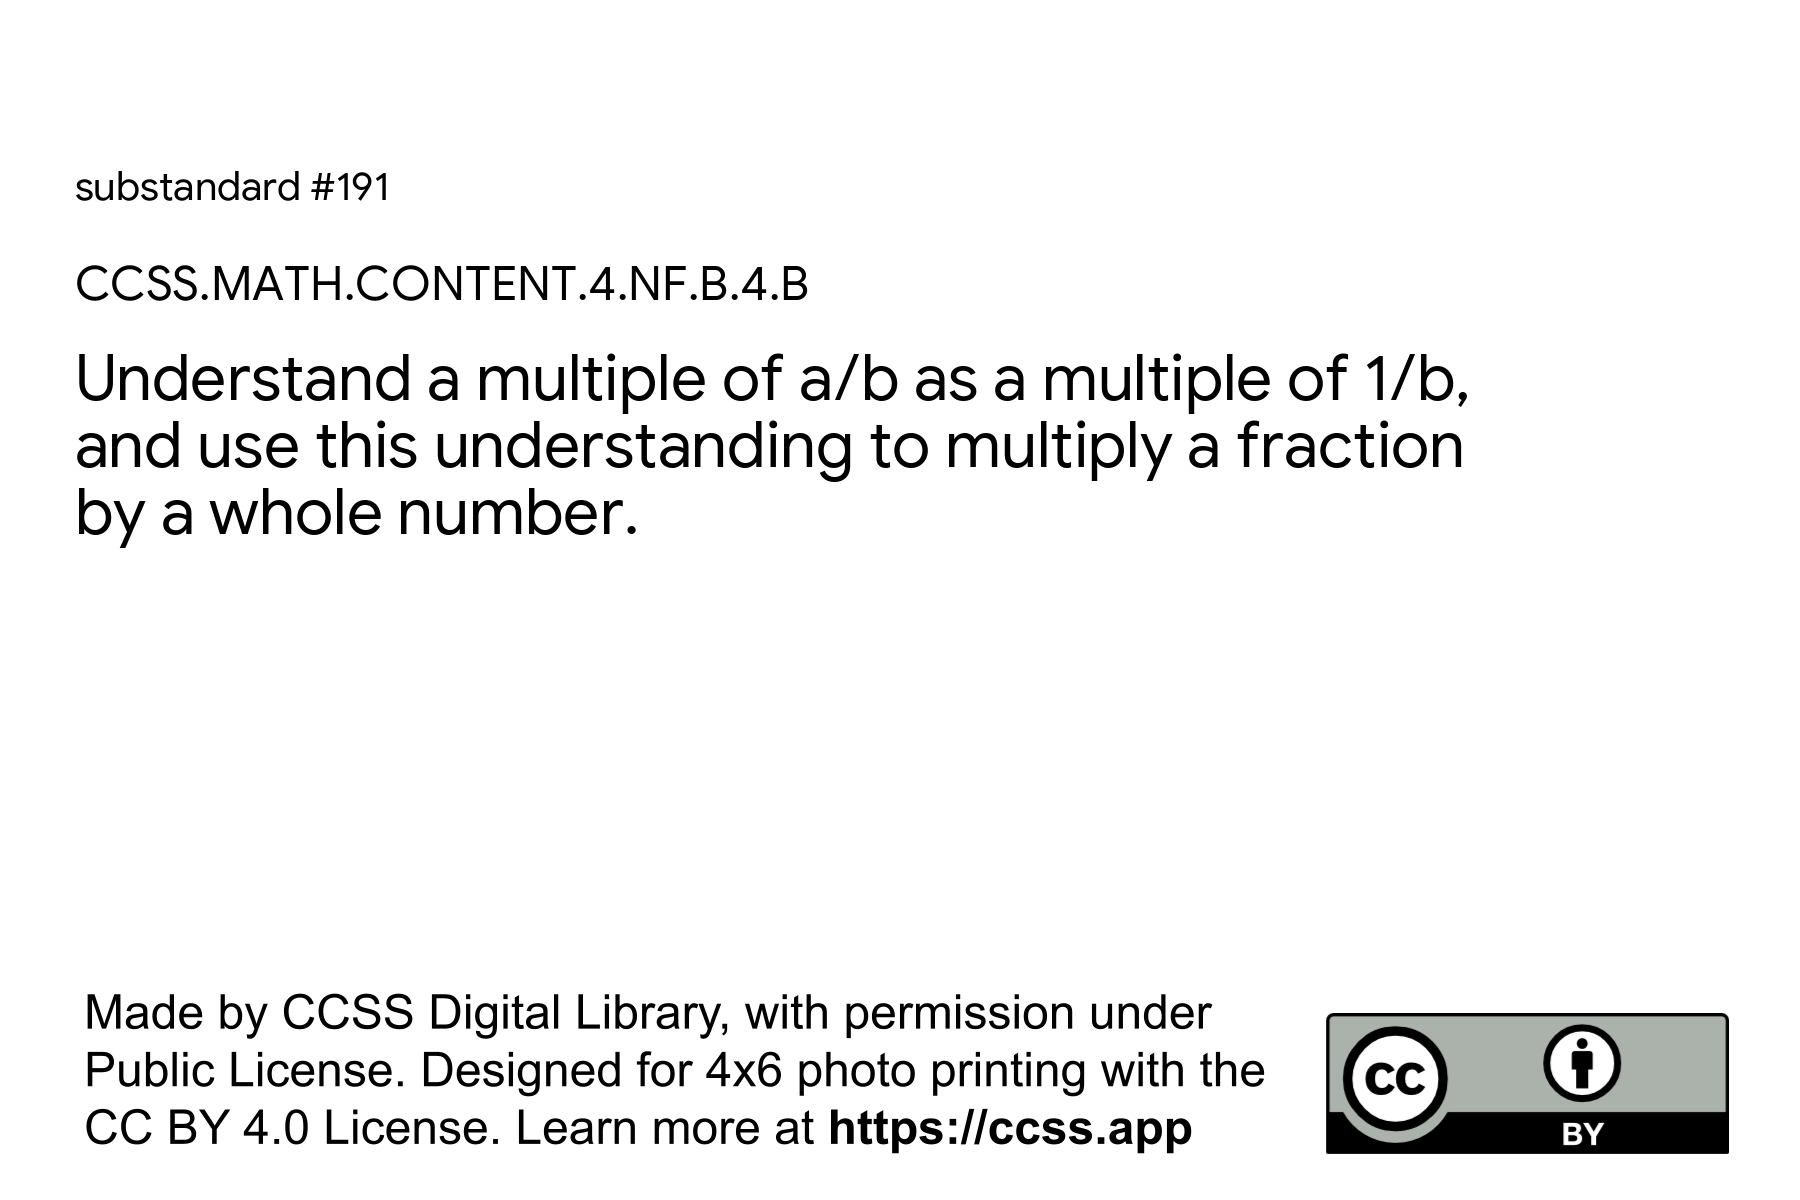 substandard #191
CCSS.MATH.CONTENT.4.NF.B.4.B
Understand a multiple of a/b as a multiple of 1/b,
and use this understanding to multiply a fraction
by a whole number.
Made by CCSS Digital Library, with permission under
Public License. Designed for 4x6 photo printing with the
CC BY 4.0 License. Learn more at https://ccss.app
CC
BY